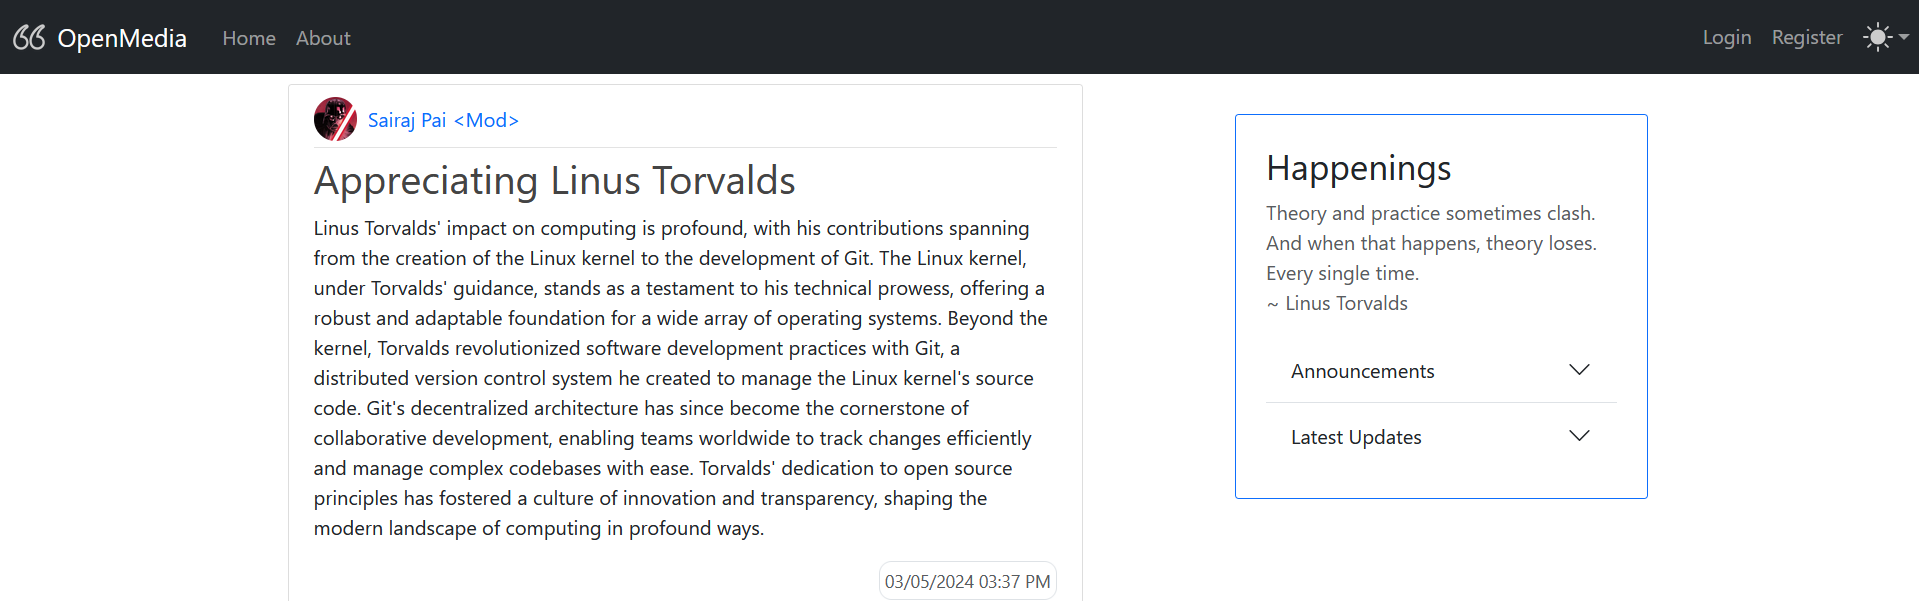 OpenMedia Home About Login Register
Sairaj Pai <Mod>
Appreciating Linus Torvalds
Linus Torvalds' impact on computing is profound, with his contributions spanning
from the creation of the Linux kernel to the development of Git. The Linux kernel,
under Torvalds' guidance, stands as a testament to his technical prowess, offering a
robust and adaptable foundation for a wide array of operating systems. Beyond the
kernel, Torvalds revolutionized software development practices with Git, a
distributed version control system he created to manage the Linux kernel's source
code. Git's decentralized architecture has since become the cornerstone of
collaborative development, enabling teams worldwide to track changes efficiently
and manage complex codebases with ease. Torvalds' dedication to open source
principles has fostered a culture of innovation and transparency, shaping the
modern landscape of computing in profound ways.
03/05/2024 03:37 PM
Happenings
Theory and practice sometimes clash.
And when that happens, theory loses.
Every single time.
~ Linus Torvalds
Announcements
Latest Updates